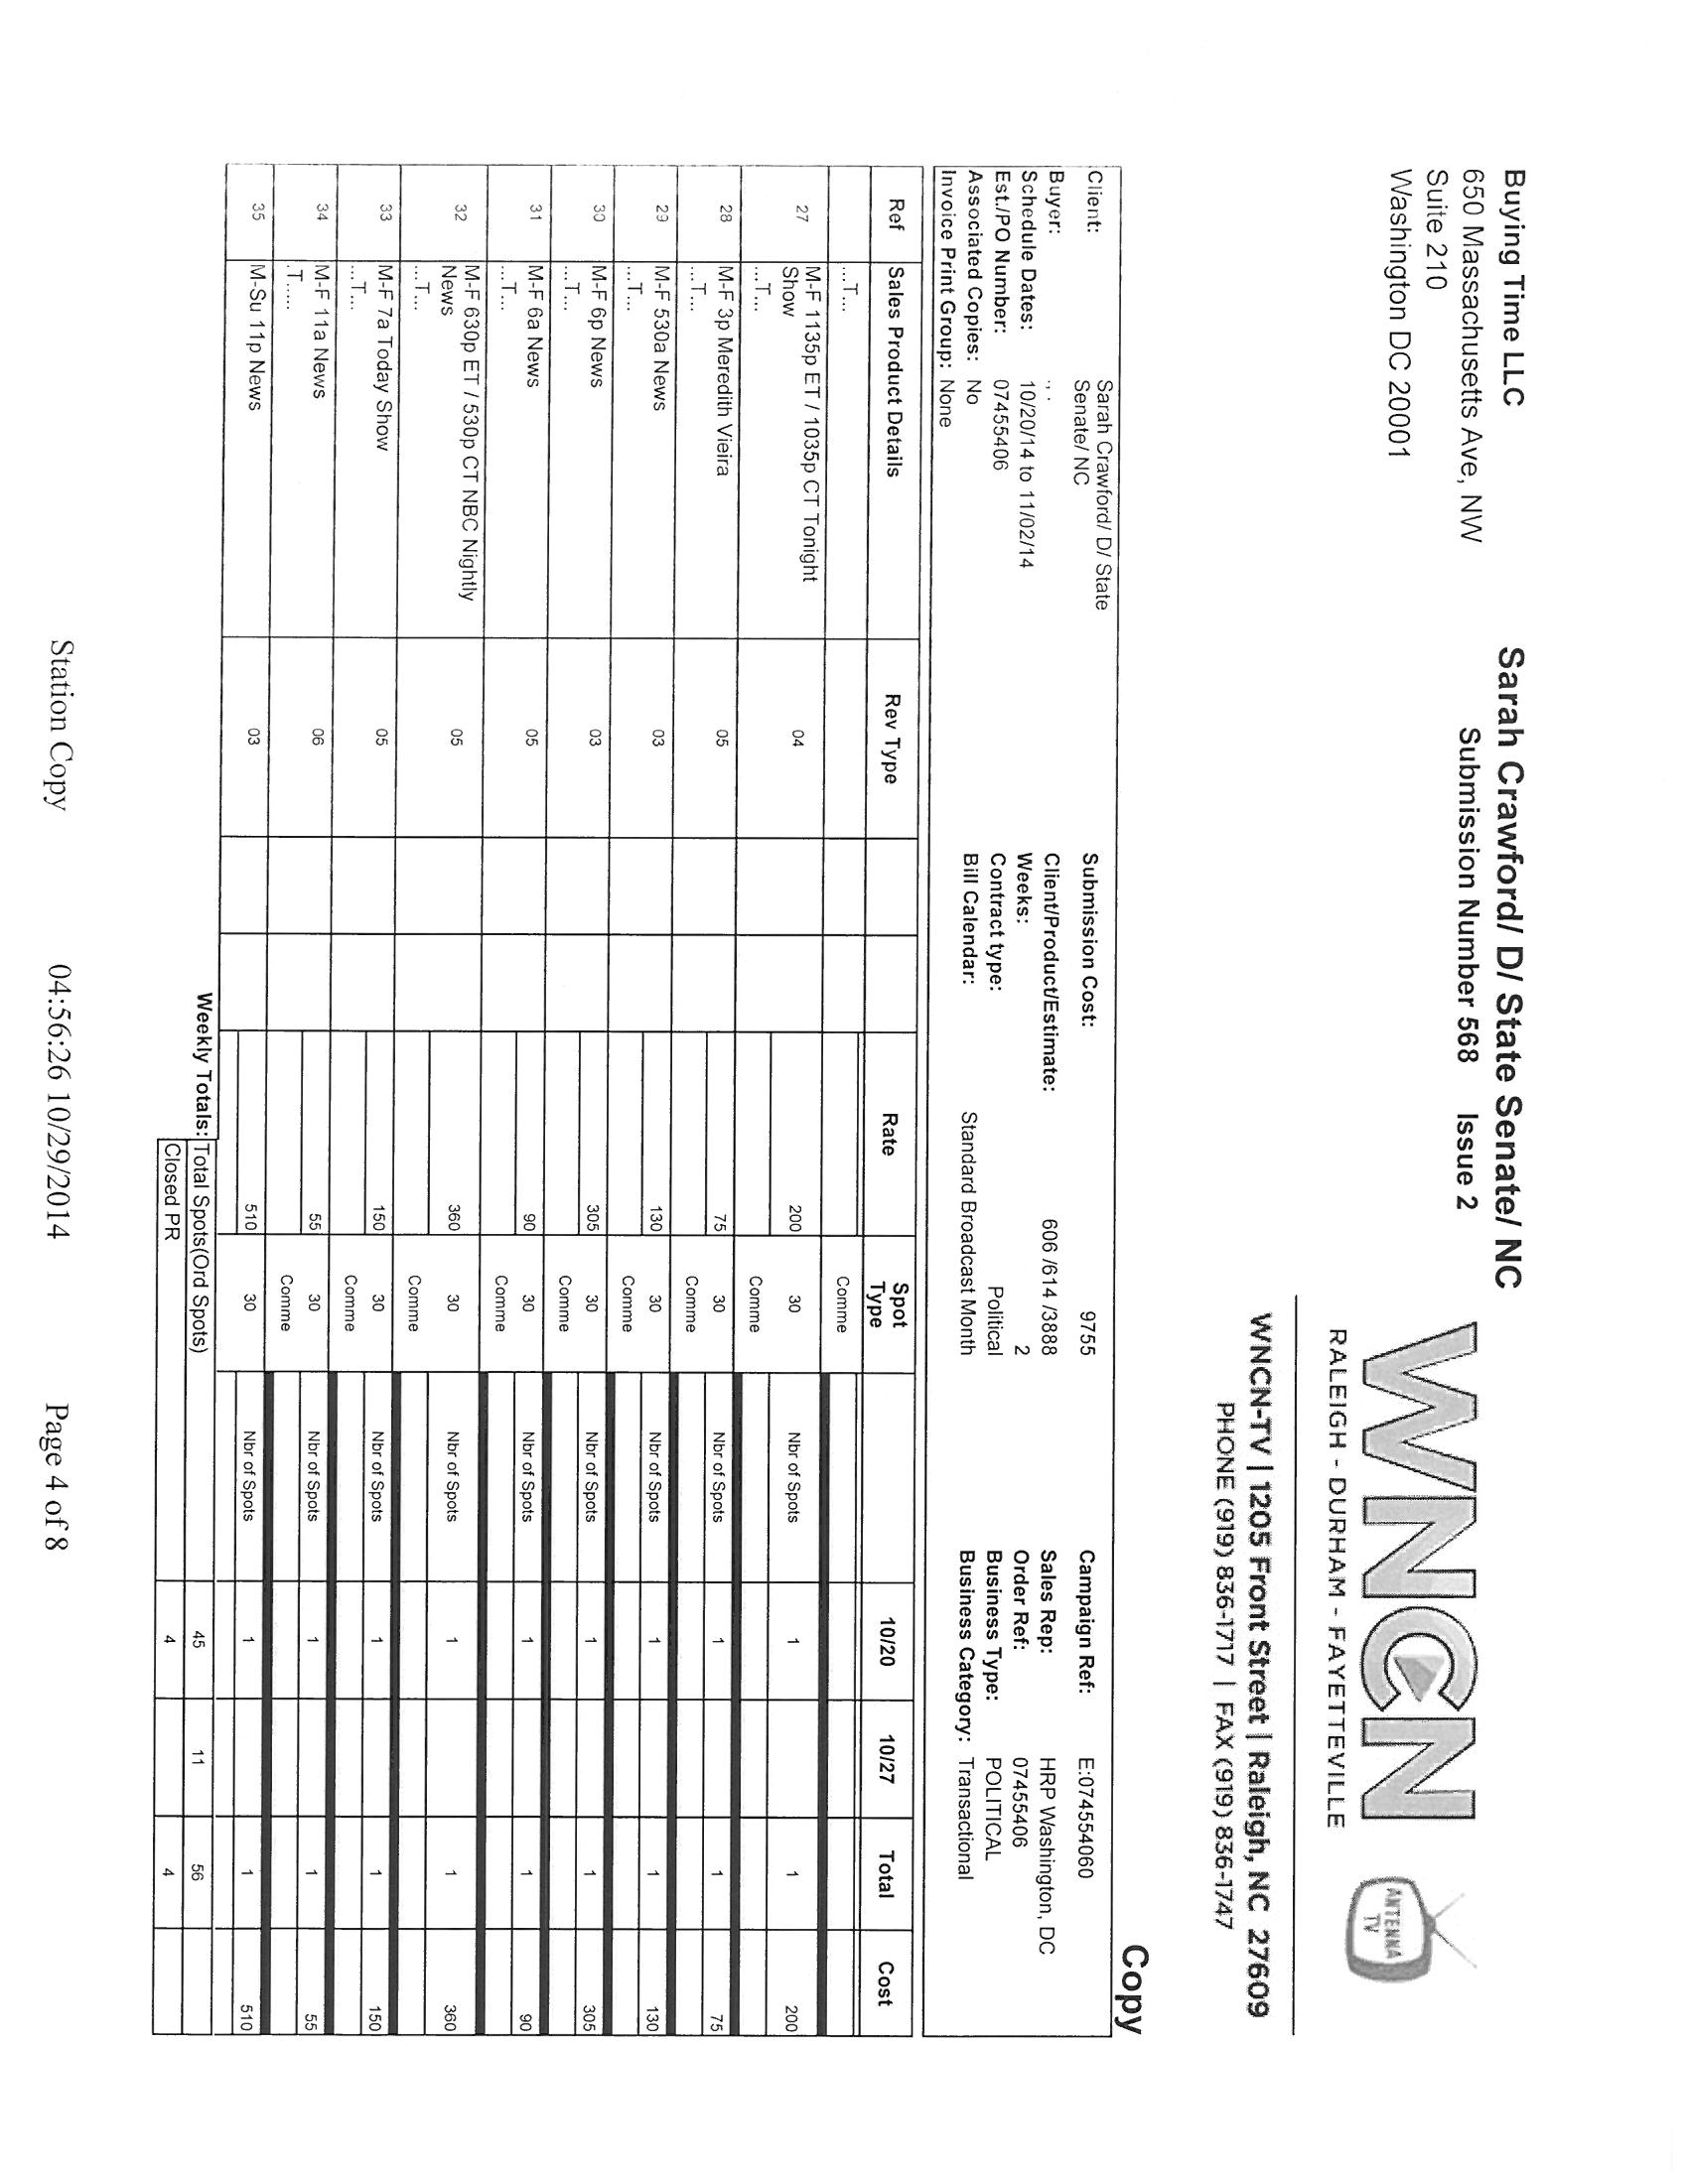 Buying Time LLC
650 Massachusetts Ave, NW
Suite 210
Washington DC 20001
Sarah Crawford/ D/ State Senate/ NC
Submission Number 568 Issue 2
WNCN
RALEIGH - DURHAM - FAYETTEVILLE
ANTENNA
TV
WNCN-TV | 1205 Front Street | Raleigh, NC 27609
PHONE (919) 836-1717 | FAX (919) 836-1747
Copy
Client: Sarah Crawford/ D/ State Senate/ NC
Buyer: ., .
Schedule Dates: 10/20/14 to 11/02/14
Est./PO Number: 07455406
Associated Copies: No
Invoice Print Group: None
Submission Cost: 9755
Client/Product/Estimate: 606 /614 /3888
Weeks: 2
Contract type: Political
Bill Calendar: Standard Broadcast Month
Campaign Ref: E:074554060
Sales Rep: HRP Washington, DC
Order Ref: 07455406
Business Type: POLITICAL
Business Category: Transactional
Ref Sales Product Details Rev Type Rate Spot Type 10/20 10/27 Total Cost
...T... Comme
27 M-F 1135p ET / 1035p CT Tonight 04 200 30 Nbr of Spots 1 1 200
Show
...T... Comme
28 M-F 3p Meredith Vieira 05 75 30 Nbr of Spots 1 1 75
...T... Comme
29 M-F 530a News 03 130 30 Nbr of Spots 1 1 130
...T... Comme
30 M-F 6p News 03 305 30 Nbr of Spots 1 1 305
...T... Comme
31 M-F 6a News 05 90 30 Nbr of Spots 1 1 90
...T... Comme
32 M-F 630p ET / 530p CT NBC Nightly 05 360 30 Nbr of Spots 1 1 360
News
...T... Comme
33 M-F 7a Today Show 05 150 30 Nbr of Spots 1 1 150
...T... Comme
34 M-F 11a News 06 55 30 Nbr of Spots 1 1 55
.T..... Comme
35 M-Su 11p News 03 510 30 Nbr of Spots 1 1 510
Weekly Totals: Total Spots(Ord Spots) 45 11 56
Closed PR 4 4
Station Copy 04:56:26 10/29/2014 Page 4 of 8